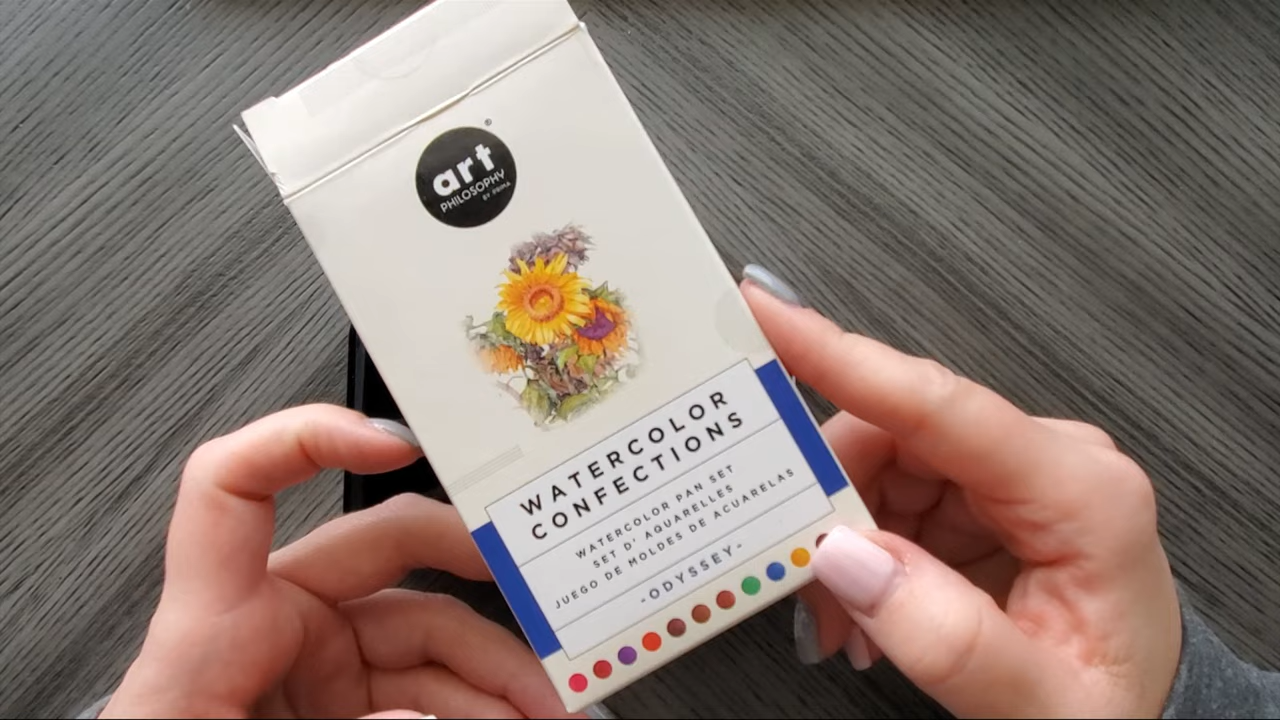 ®
art
PHILOSOPHY
BY PRIMA
WATERCOLOR
CONFECTIONS
WATERCOLOR PAN SET
SET D' AQUARELLES
JUEGO DE MOLDES DE ACUARELAS
-ODYSSEY-